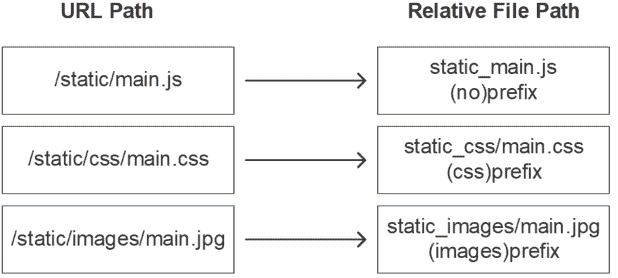 URL Path
Relative File Path
/static/main.js
static_main.js
(no)prefix
/static/css/main.css
static_css/main.css
(css)prefix
/static/images/main.jpg
static_images/main.jpg
(images)prefix